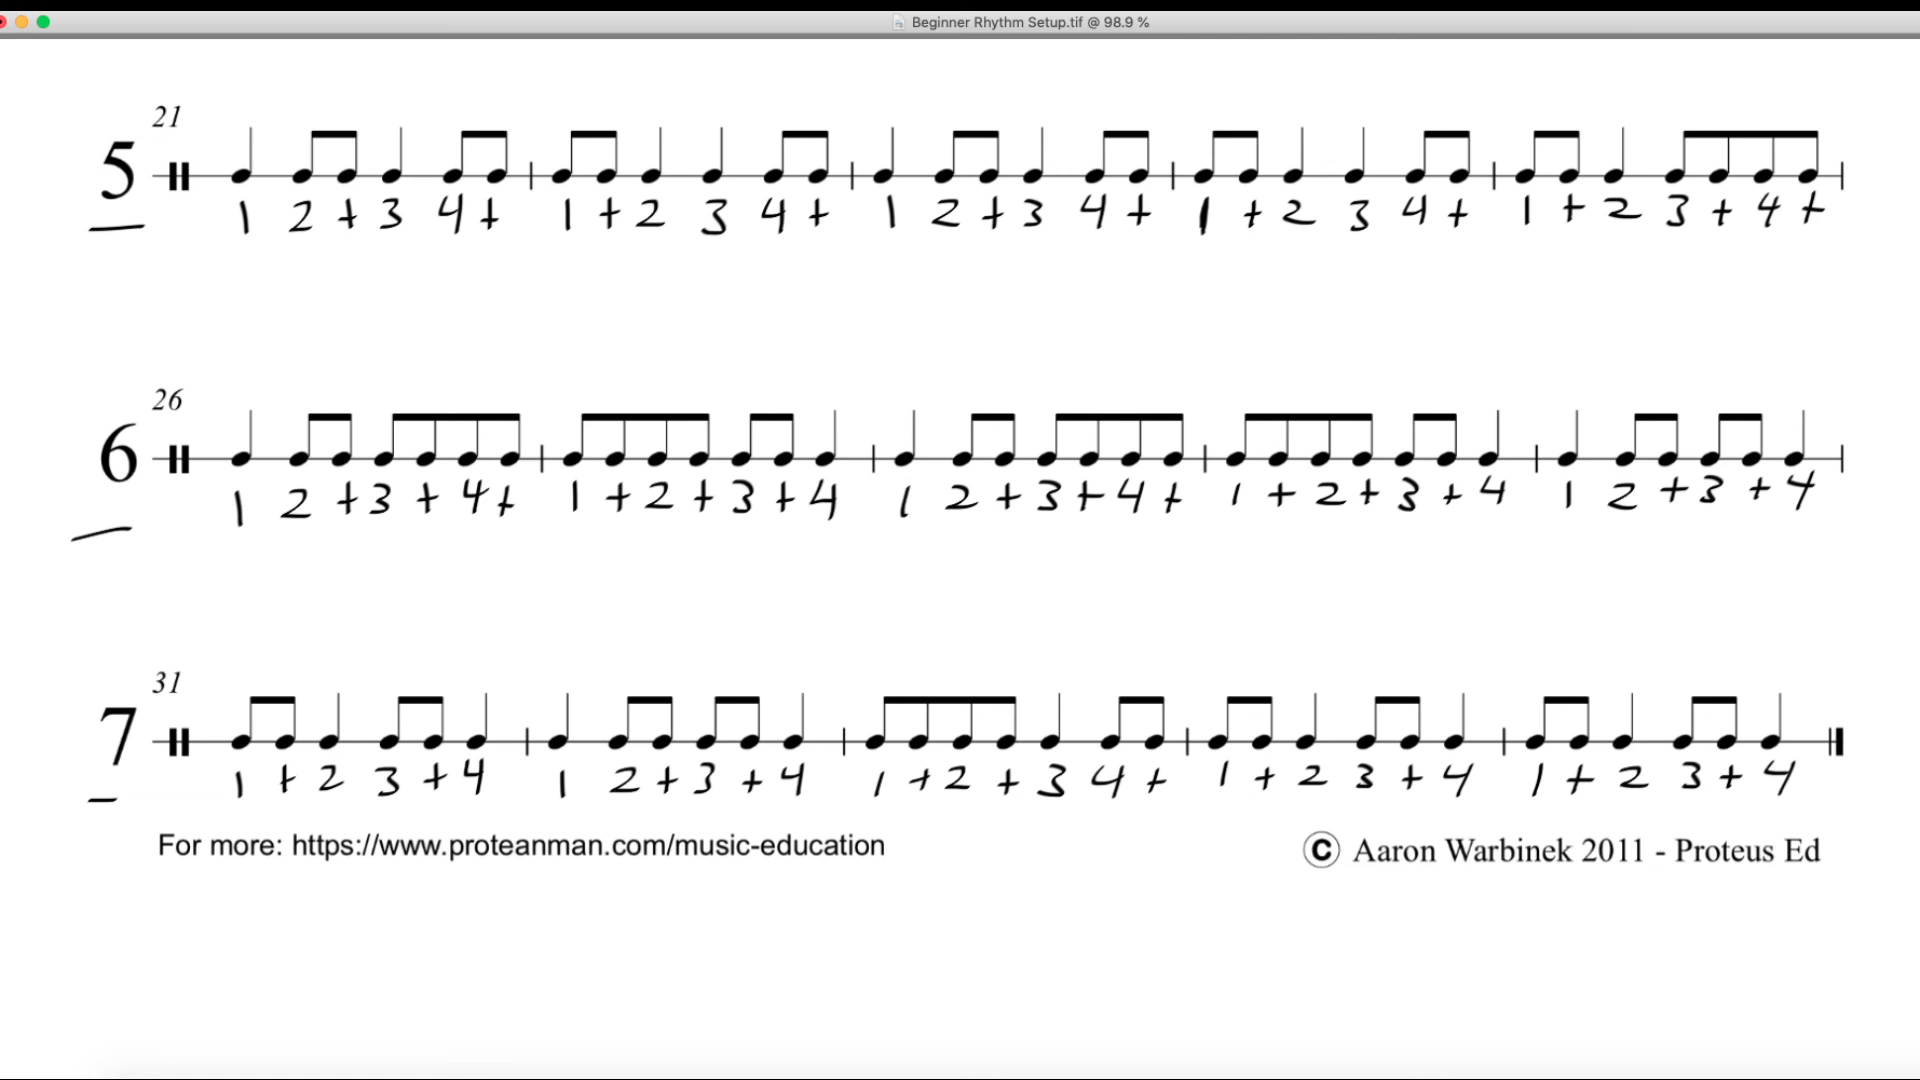 Beginner Rhythm Setup.tif @ 98.9 %
21
5
1 2 + 3 4 + 1 + 2 3 4 + 1 2 + 3 4 + 1 + 2 3 4 + 1 + 2 3 + 4 +
26
6
1 2 + 3 + 4 + 1 + 2 + 3 + 4 1 2 + 3 + 4 + 1 + 2 + 3 + 4 1 2 + 3 + 4
31
7
1 + 2 3 + 4 1 2 + 3 + 4 1 + 2 + 3 4 + 1 + 2 3 + 4 1 + 2 3 + 4
For more: https://www.proteanman.com/music-education
© Aaron Warbinek 2011 - Proteus Ed